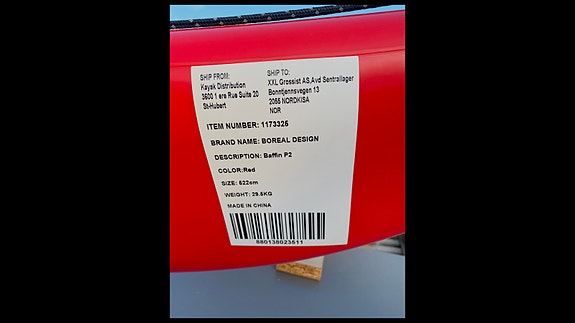 SHIP FROM:
Kayak Distribution
3600 1 ere Rue Suite 20
St-Hubert
SHIP TO:
XXL Grossist AS,Avd Sentrallager
Bonntjennsvegen 13
2055 NORDKISA
NOR
ITEM NUMBER: 1173325
BRAND NAME: BOREAL DESIGN
DESCRIPTION: Baffin P2
COLOR:Red
SIZE: 522cm
WEIGHT: 29.5KG
MADE IN CHINA
880138023511